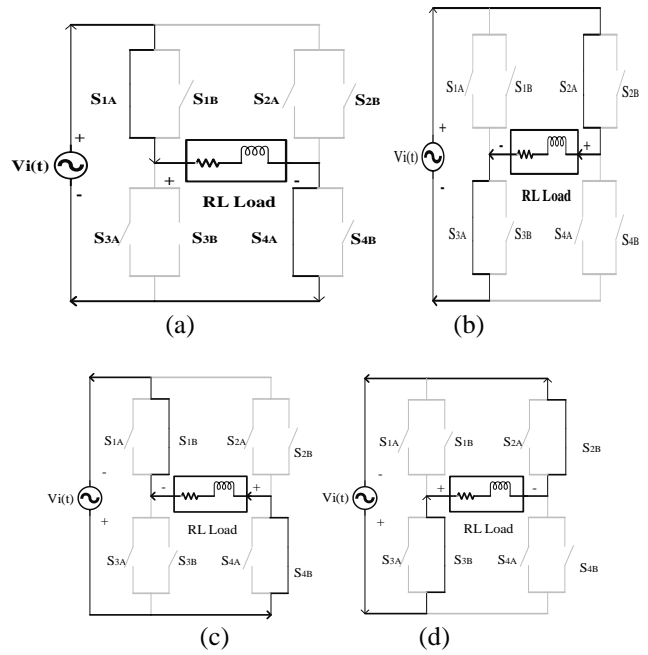 S1A S1B S2A S2B
+
Vi(t)
-
+ -
RL Load
S3A S3B S4A S4B
(a)
S1A S1B S2A S2B
+
Vi(t)
-
- +
RL Load
S3A S3B S4A S4B
(b)
S1A S1B S2A S2B
-
Vi(t)
+
- +
RL Load
S3A S3B S4A S4B
(c)
S1A S1B S2A S2B
-
Vi(t)
+
+ -
RL Load
S3A S3B S4A S4B
(d)